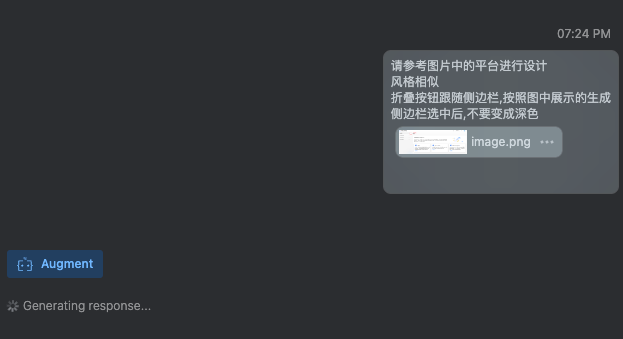 07:24 PM
请参考图片中的平台进行设计
风格相似
折叠按钮跟随侧边栏,按照图中展示的生成
侧边栏选中后,不要变成深色
image.png
Augment
Generating response...